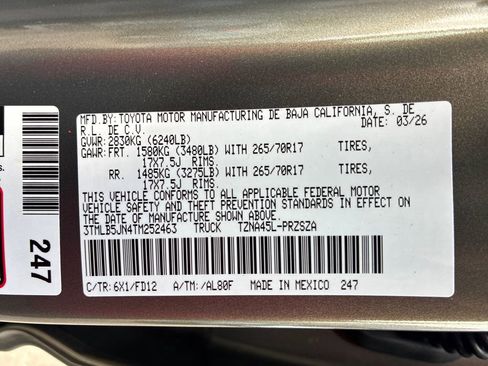 MFD.BY:TOYOTA MOTOR MANUFACTURING DE BAJA CALIFORNIA, S. DE
R.L. DE C.V. DATE: 03/26
GVWR:2830KG (6240LB)
GAWR:FRT. 1580KG (3480LB) WITH 265/70R17 TIRES,
17X7.5J RIMS.
RR. 1485KG (3275LB) WITH 265/70R17 TIRES,
17X7.5J RIMS.
THIS VEHICLE CONFORMS TO ALL APPLICABLE FEDERAL MOTOR
VEHICLE SAFETY AND THEFT PREVENTION STANDARDS IN EFFECT ON THE
DATE OF MANUFACTURE SHOWN ABOVE.
3TMLB5JN4TM252463 TRUCK TZNA45L-PRZSZA
C/TR: 6X1/FD12 A/TM: /AL80F MADE IN MEXICO 247
s.
247